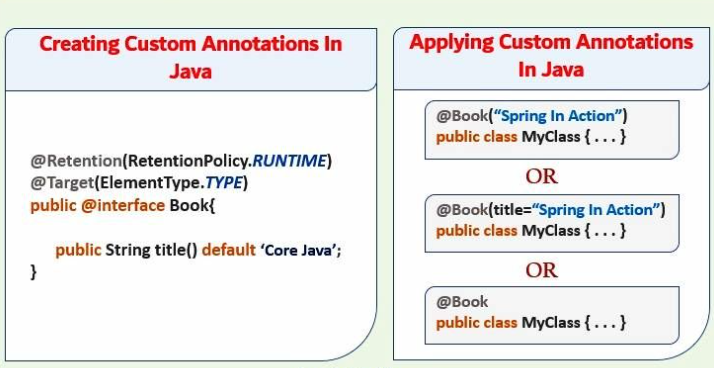 Creating Custom Annotations In
Java
@Retention(RetentionPolicy.RUNTIME)
@Target(ElementType.TYPE)
public @interface Book{
public String title() default ‘Core Java’;
}
Applying Custom Annotations
In Java
@Book(“Spring In Action”)
public class MyClass { . . . }
OR
@Book(title=“Spring In Action”)
public class MyClass { . . . }
OR
@Book
public class MyClass { . . . }